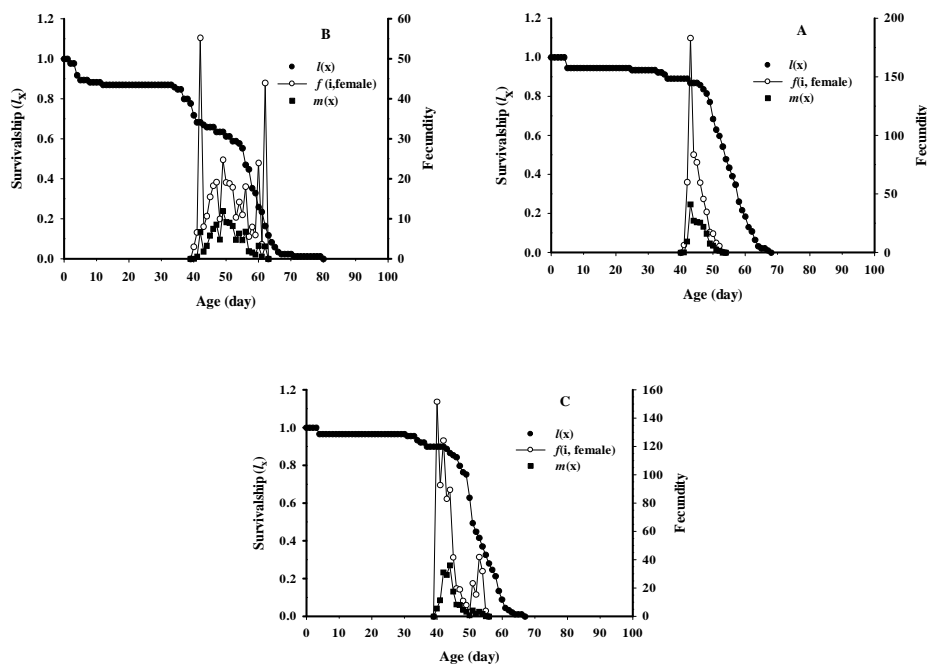 B
l(x)
f (i,female)
m(x)
Survivalship (lx)
Fecundity
1.2
1.0
0.8
0.6
0.4
0.2
0.0
60
50
40
30
20
10
0
0 10 20 30 40 50 60 70 80 90 100
Age (day)
A
l(x)
f(i, female)
m(x)
Survivalship (lx)
Fecundity
1.2
1.0
0.8
0.6
0.4
0.2
0.0
200
150
100
50
0
0 10 20 30 40 50 60 70 80 90 100
Age (day)
C
l(x)
f(i, female)
m(x)
Survivalship (lx)
Fecundity
1.2
1.0
0.8
0.6
0.4
0.2
0.0
160
140
120
100
80
60
40
20
0
0 10 20 30 40 50 60 70 80 90 100
Age (day)